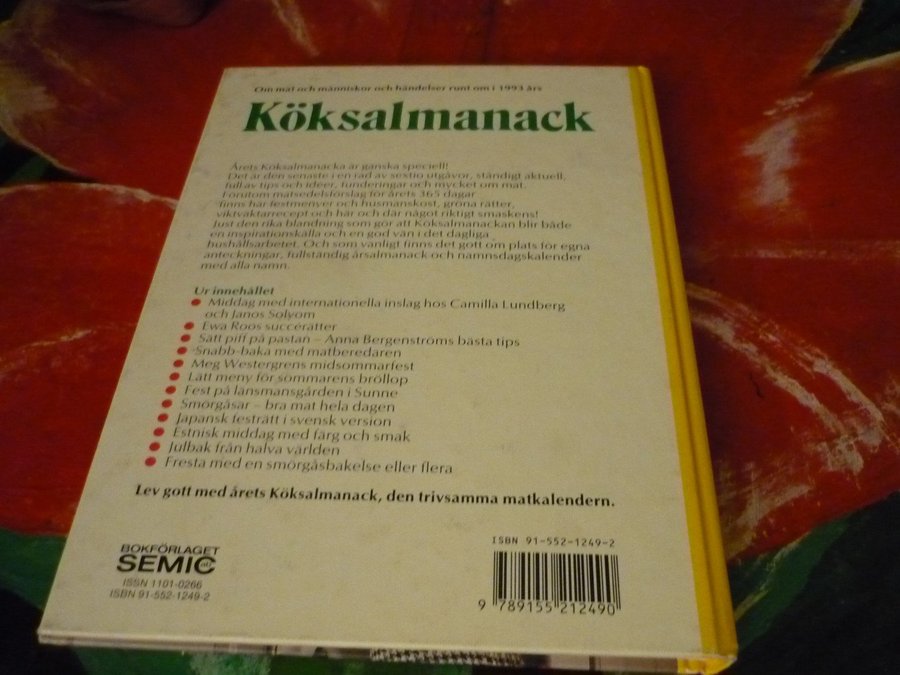 Om mat och människor och händelser runt om i 1993 års
Köksalmanack
Årets Köksalmanacka är ganska speciell!
Det är den senaste i en rad av sextio utgåvor, ständigt aktuell,
full av tips och idéer, funderingar och mycket om mat.
Förutom matsedelsförslag för årets 365 dagar
finns här festmenyer och husmanskost, gröna rätter,
viktväktarrecept och här och där något riktigt smaskens!
Just den rika blandning som gör att Köksalmanackan blir både
en inspirationskälla och en god vän i det dagliga
hushållsarbetet. Och som vanligt finns det gott om plats för egna
anteckningar, fullständig årsalmanack och namnsdagskalender
med alla namn.
Ur innehållet
● Middag med internationella inslag hos Camilla Lundberg
och Janos Solyom
● Ewa Roos succérätter
● Sätt piff på pastan – Anna Bergenströms bästa tips
● Snabb-baka med matberedaren
● Meg Westergrens midsommarfest
● Lätt meny för sommarens bröllop
● Fest på länsmansgården i Sunne
● Smörgåsar – bra mat hela dagen
● Japansk festrätt i svensk version
● Estnisk middag med färg och smak
● Julbak från halva världen
● Fresta med en smörgåsbakelse eller flera
Lev gott med årets Köksalmanack, den trivsamma matkalendern.
BOKFÖRLAGET
SEMIC
ISSN 1101-0266
ISBN 91-552-1249-2
ISBN 91-552-1249-2
9 789155 212490